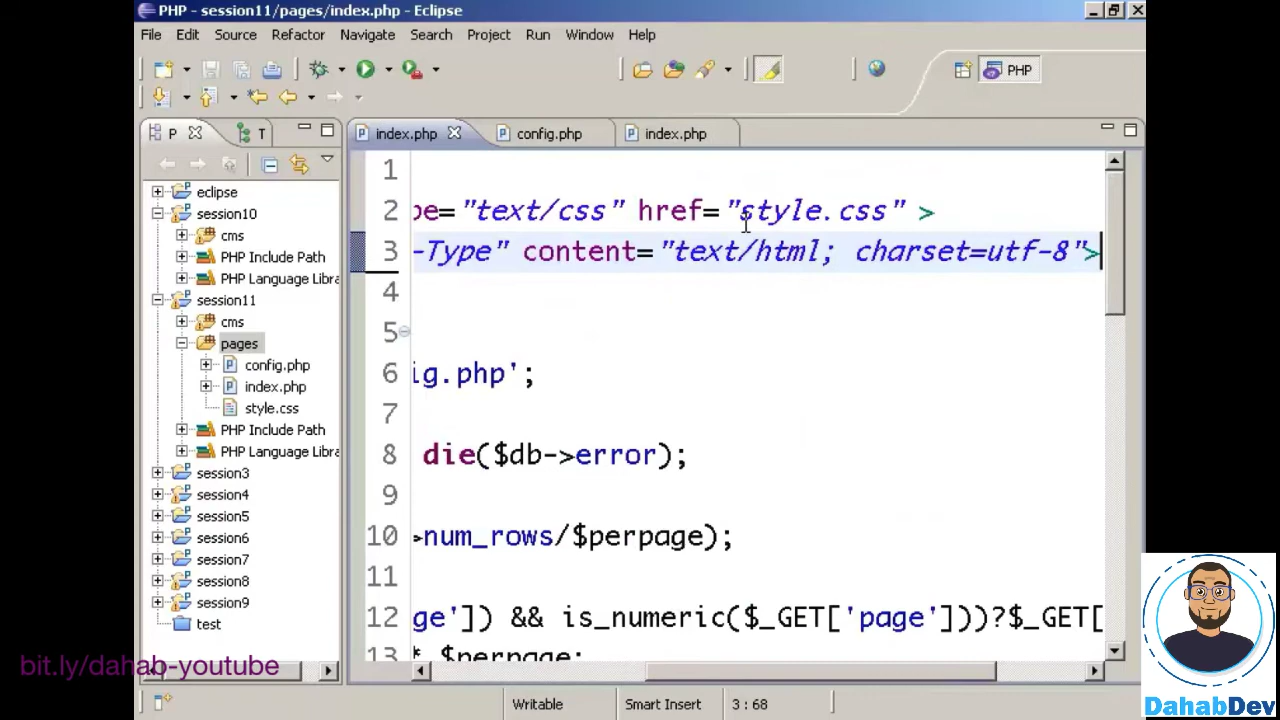 PHP - session11/pages/index.php - Eclipse
File Edit Source Refactor Navigate Search Project Run Window Help
PHP
P T
index.php config.php index.php
eclipse
session10
cms
PHP Include Path
PHP Language Libra
session11
cms
pages
config.php
index.php
style.css
PHP Include Path
PHP Language Libra
session3
session4
session5
session6
session7
session8
session9
test
1
2 pe="text/css" href="style.css" >
3 -Type" content="text/html; charset=utf-8">
4
5
6 ig.php';
7
8 die($db->error);
9
10 >num_rows/$perpage);
11
12 ge']) && is_numeric($_GET['page']))?$_GET[
13 * $perpage;
Writable Smart Insert 3 : 68
bit.ly/dahab-youtube
DahabDev